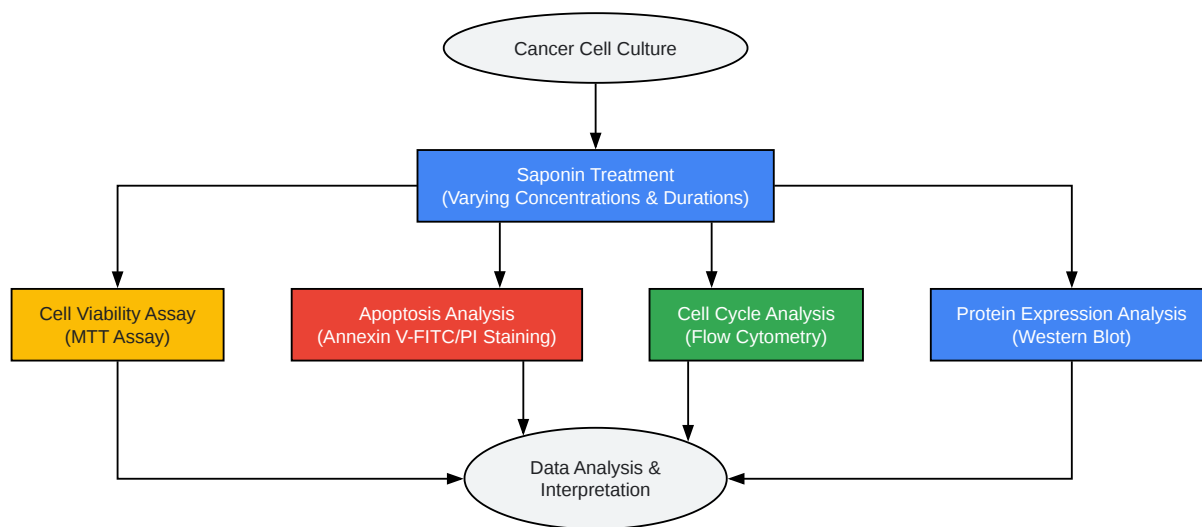 Cancer Cell Culture
Saponin Treatment
(Varying Concentrations & Durations)
Cell Viability Assay
(MTT Assay)
Apoptosis Analysis
(Annexin V-FITC/PI Staining)
Cell Cycle Analysis
(Flow Cytometry)
Protein Expression Analysis
(Western Blot)
Data Analysis &
Interpretation